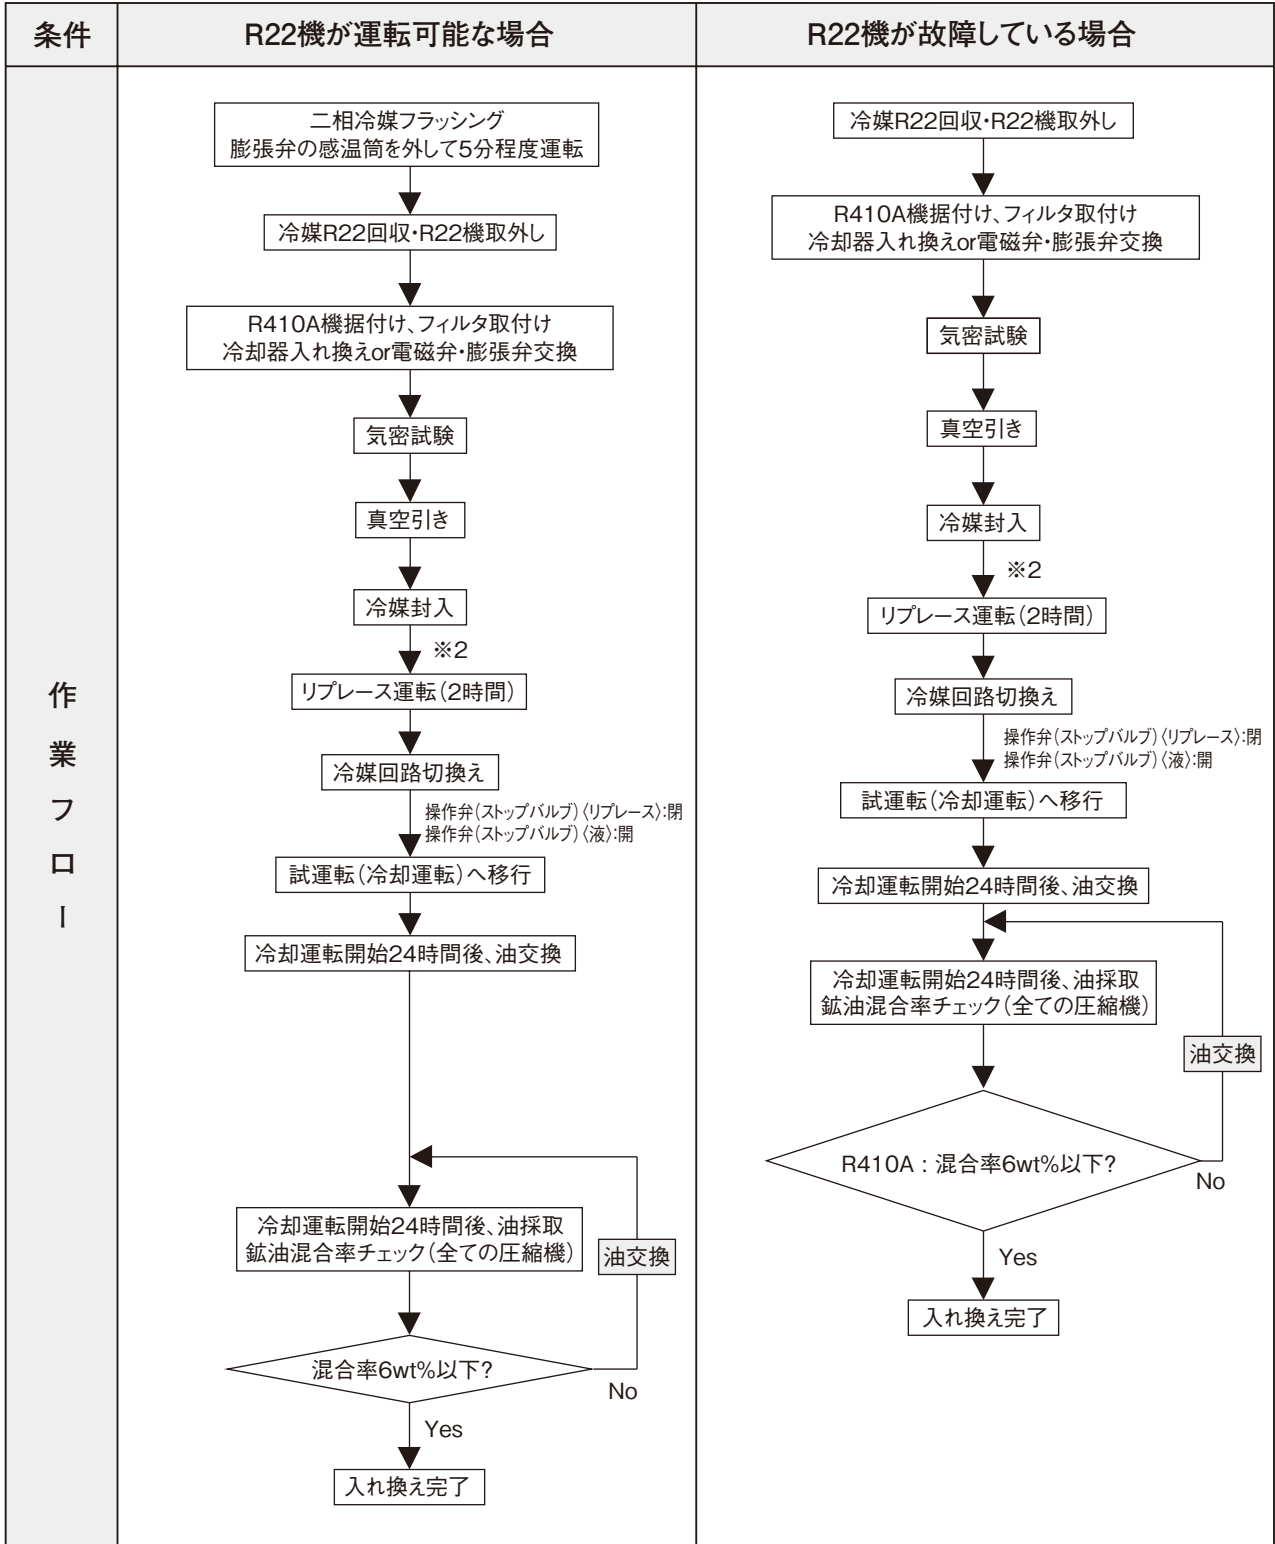 条件
R22機が運転可能な場合
R22機が故障している場合
作業フロー
二相冷媒フラッシング
膨張弁の感温筒を外して5分程度運転
冷媒R22回収・R22機取外し
R410A機据付け、フィルタ取付け
冷却器入れ換えor電磁弁・膨張弁交換
気密試験
真空引き
冷媒封入
※2
リプレース運転（2時間）
冷媒回路切換え
操作弁（ストップバルブ）〈リプレース〉：閉
操作弁（ストップバルブ）〈液〉：開
試運転（冷却運転）へ移行
冷却運転開始24時間後、油交換
冷却運転開始24時間後、油採取
鉱油混合率チェック（全ての圧縮機）
油交換
混合率6wt%以下？
No
Yes
入れ換え完了
冷媒R22回収・R22機取外し
R410A機据付け、フィルタ取付け
冷却器入れ換えor電磁弁・膨張弁交換
気密試験
真空引き
冷媒封入
※2
リプレース運転（2時間）
冷媒回路切換え
操作弁（ストップバルブ）〈リプレース〉：閉
操作弁（ストップバルブ）〈液〉：開
試運転（冷却運転）へ移行
冷却運転開始24時間後、油交換
冷却運転開始24時間後、油採取
鉱油混合率チェック（全ての圧縮機）
油交換
R410A：混合率6wt%以下？
No
Yes
入れ換え完了